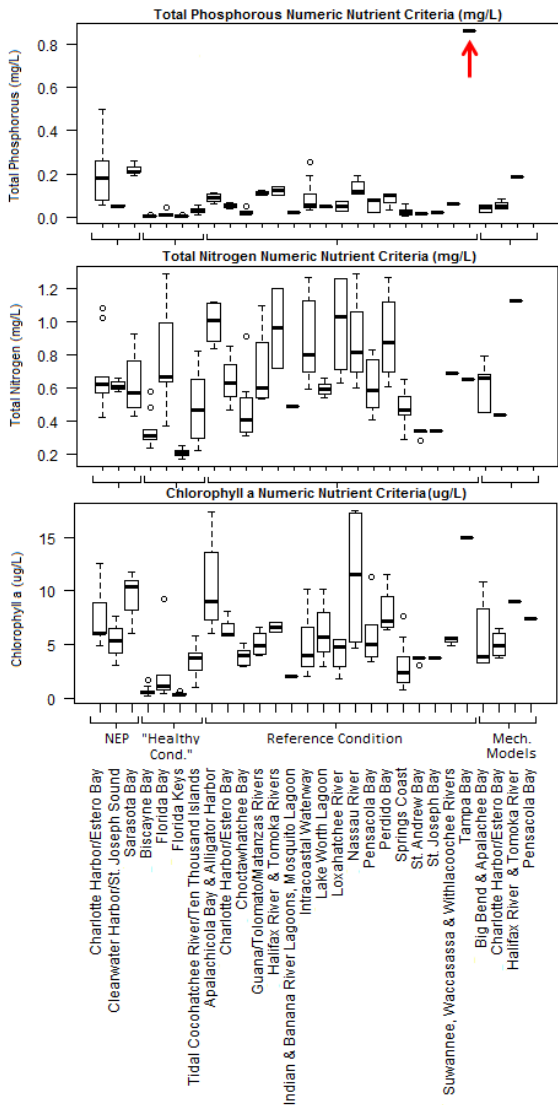 Total Phosphorous Numeric Nutrient Criteria (mg/L)
Total Phosphorous (mg/L)
0.8
0.6
0.4
0.2
0.0
Total Nitrogen Numeric Nutrient Criteria (mg/L)
Total Nitrogen (mg/L)
1.2
1.0
0.8
0.6
0.4
0.2
Chlorophyll a Numeric Nutrient Criteria (ug/L)
Chlorophyll a (ug/L)
15
10
5
0
NEP
"Healthy Cond."
Reference Condition
Mech. Models
Charlotte Harbor/Estero Bay
Clearwater Harbor/St. Joseph Sound
Sarasota Bay
Biscayne Bay
Florida Bay
Florida Keys
Tidal Cocohatchee River/Ten Thousand Islands
Apalachicola Bay & Alligator Harbor
Charlotte Harbor/Estero Bay
Choctawhatchee Bay
Guana/Tolomato/Matanzas Rivers
Halifax River & Tomoka Rivers
Indian & Banana River Lagoons, Mosquito Lagoon
Intracoastal Waterway
Lake Worth Lagoon
Loxahatchee River
Nassau River
Pensacola Bay
Perdido Bay
Springs Coast
St. Andrew Bay
St. Joseph Bay
Suwannee, Waccasassa & Withlacoochee Rivers
Tampa Bay
Big Bend & Apalachee Bay
Charlotte Harbor/Estero Bay
Halifax River & Tomoka River
Pensacola Bay